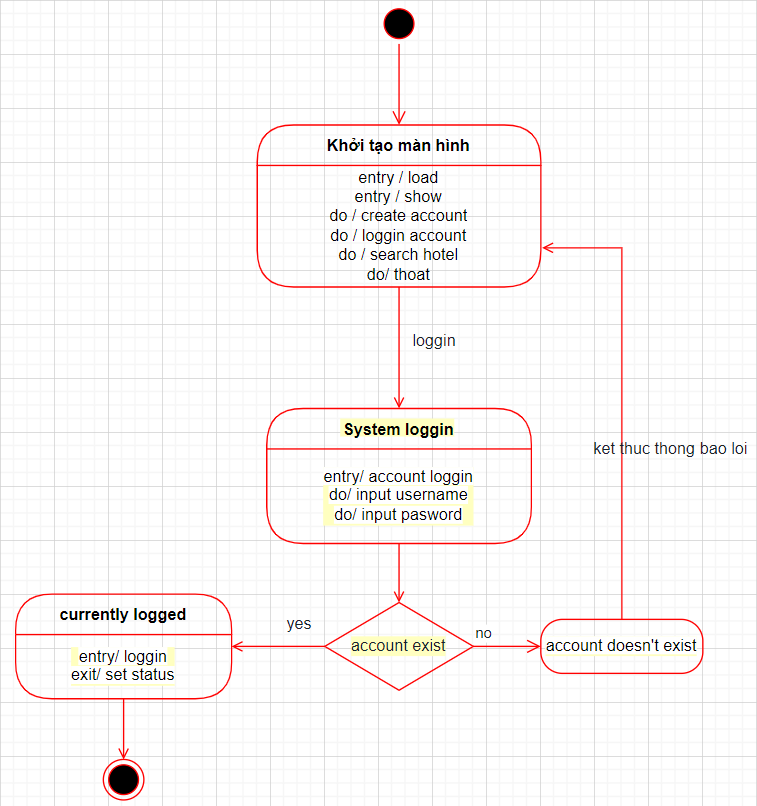 Khởi tạo màn hình
entry / load
entry / show
do / create account
do / loggin account
do / search hotel
do/ thoat
loggin
System loggin
entry/ account loggin
do/ input username
do/ input pasword
ket thuc thong bao loi
currently logged
entry/ loggin
exit/ set status
yes
account exist
no
account doesn't exist